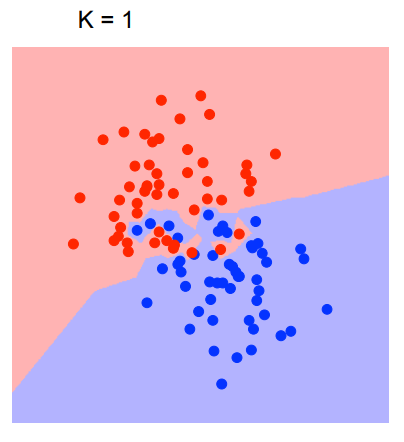 K = 1